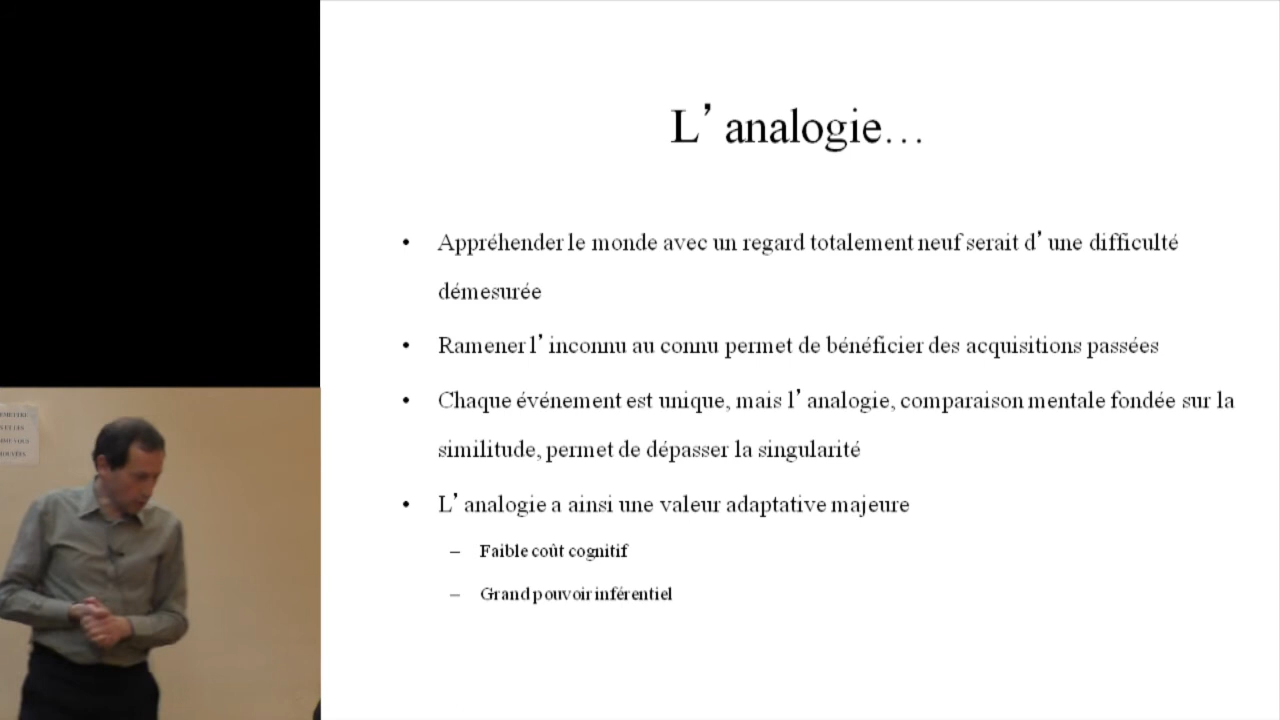 L’ analogie…
• Appréhender le monde avec un regard totalement neuf serait d’ une difficulté
démesurée
• Ramener l’ inconnu au connu permet de bénéficier des acquisitions passées
• Chaque événement est unique, mais l’ analogie, comparaison mentale fondée sur la
similitude, permet de dépasser la singularité
• L’ analogie a ainsi une valeur adaptative majeure
– Faible coût cognitif
– Grand pouvoir inférentiel